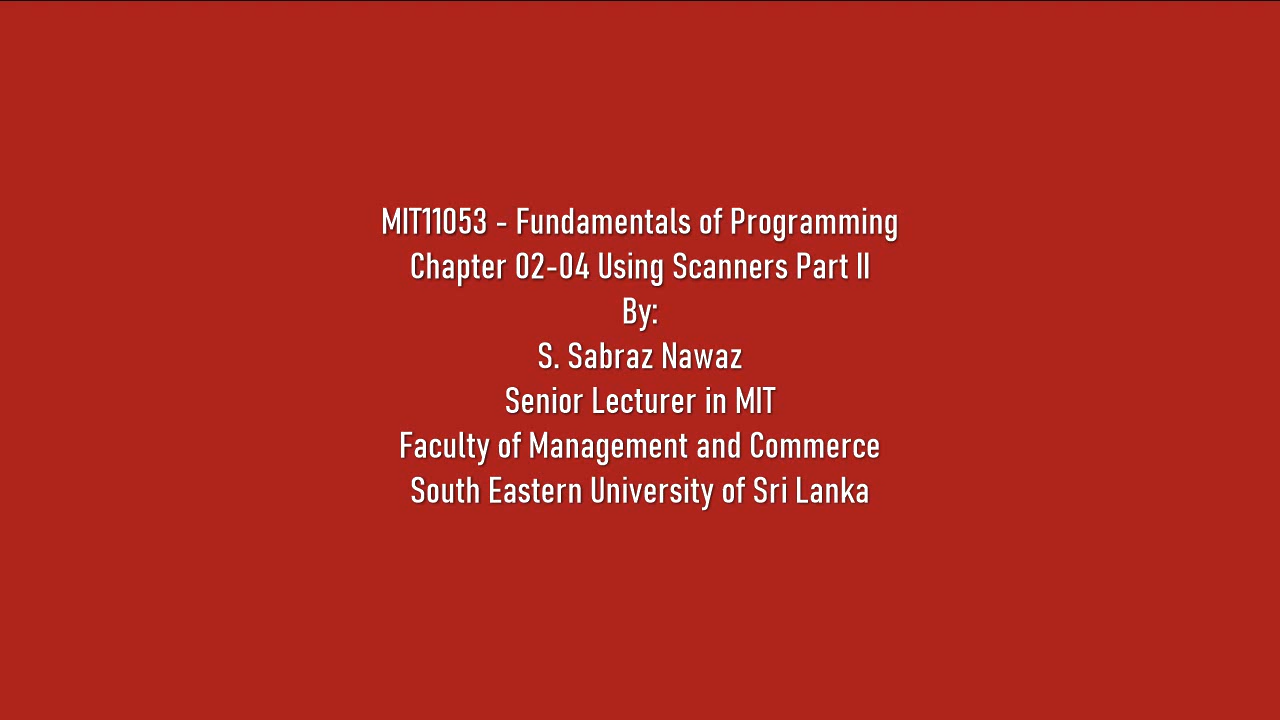 MIT11053 - Fundamentals of Programming
Chapter 02-04 Using Scanners Part II
By:
S. Sabraz Nawaz
Senior Lecturer in MIT
Faculty of Management and Commerce
South Eastern University of Sri Lanka